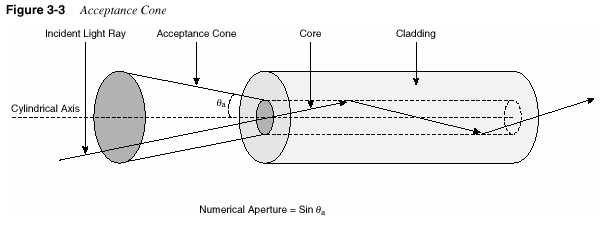 Figure 3-3 Acceptance Cone
Incident Light Ray Acceptance Cone Core Cladding
θa
Cylindrical Axis
Numerical Aperture = Sin θa